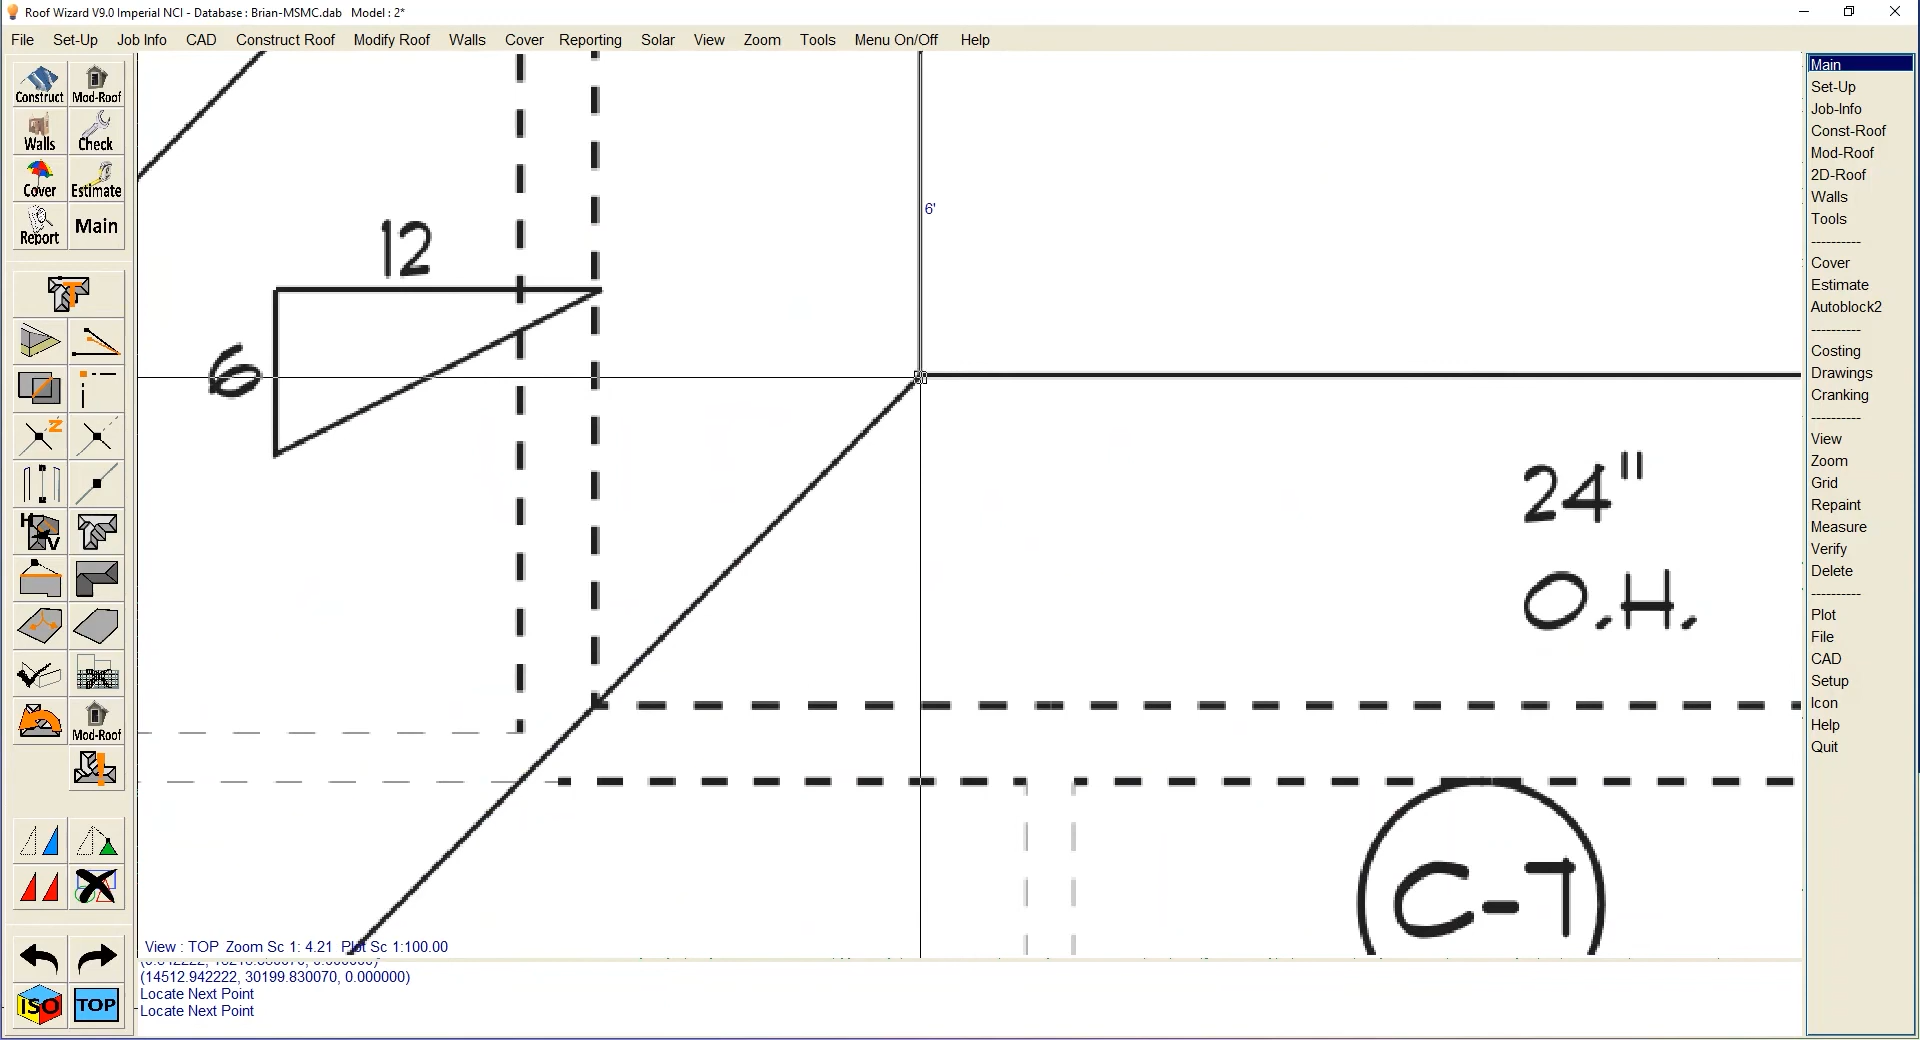 Roof Wizard V9.0 Imperial NCI - Database : Brian-MSMC.dab Model : 2*
File Set-Up Job Info CAD Construct Roof Modify Roof Walls Cover Reporting Solar View Zoom Tools Menu On/Off Help
Construct Mod-Roof
Walls Check
Cover Estimate
Report Main
H
V
Z
Mod-Roof
ISO TOP
12
6
6'
24"
O.H.
C-7
View : TOP Zoom Sc 1: 4.21 Plot Sc 1:100.00
(14512.942222, 30199.830070, 0.000000)
Locate Next Point
Locate Next Point
Main
Set-Up
Job-Info
Const-Roof
Mod-Roof
2D-Roof
Walls
Tools
----------
Cover
Estimate
Autoblock2
----------
Costing
Drawings
Cranking
----------
View
Zoom
Grid
Repaint
Measure
Verify
Delete
----------
Plot
File
CAD
Setup
Icon
Help
Quit